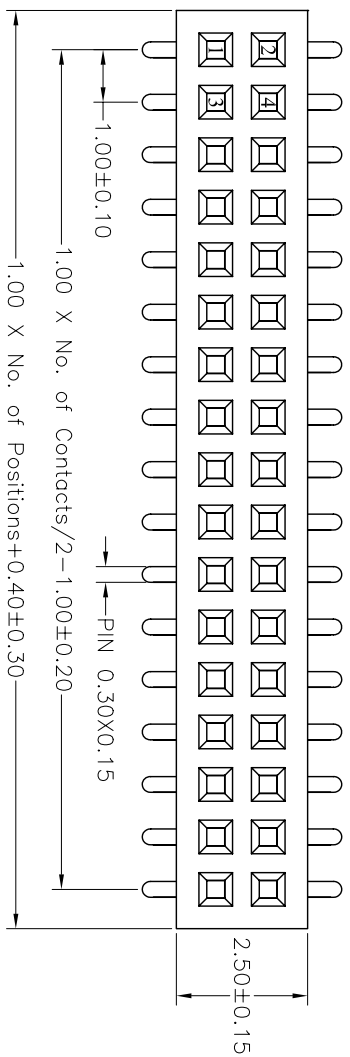 1
2
3
4
1.00±0.10
1.00 X No. of Contacts/2-1.00±0.20
PIN 0.30X0.15
1.00 X No. of Positions+0.40±0.30
2.50±0.15